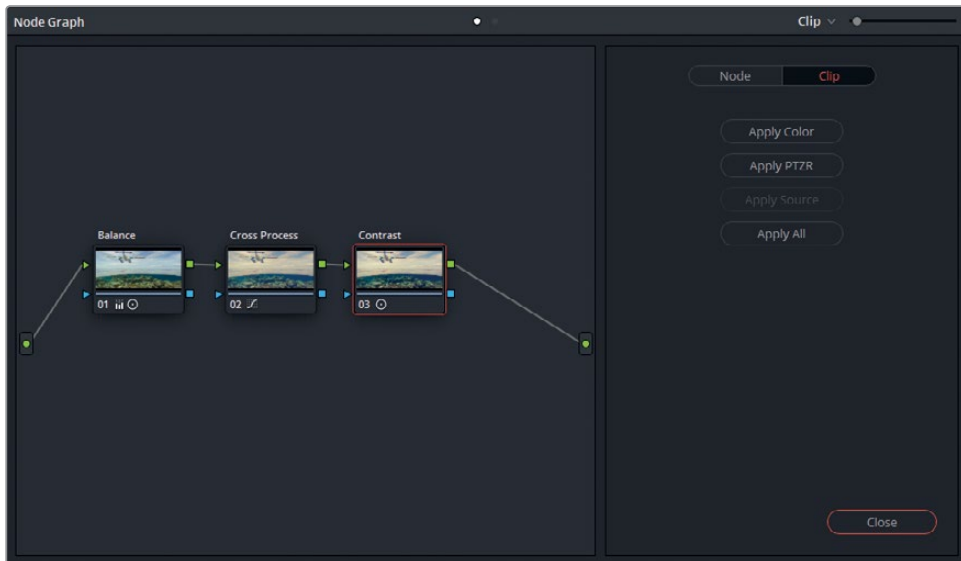 Node Graph
Clip
Node
Clip
Apply Color
Apply PTZR
Apply Source
Apply All
Balance
Cross Process
Contrast
01
02
03
Close